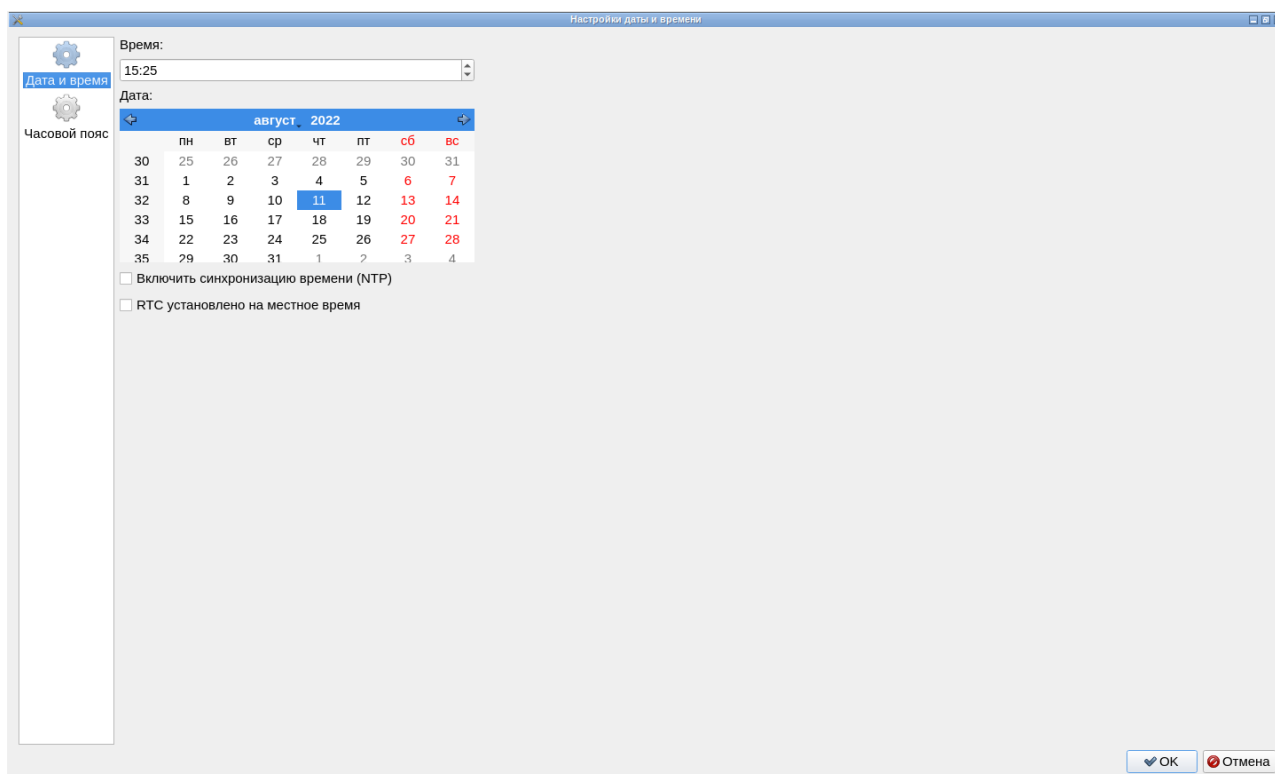 Настройки даты и времени
Дата и время
Часовой пояс
Время:
15:25
Дата:
август 2022
пн вт ср чт пт сб вс
30 25 26 27 28 29 30 31
31 1 2 3 4 5 6 7
32 8 9 10 11 12 13 14
33 15 16 17 18 19 20 21
34 22 23 24 25 26 27 28
35 29 30 31 1 2 3 4
Включить синхронизацию времени (NTP)
RTC установлено на местное время
OK Отмена